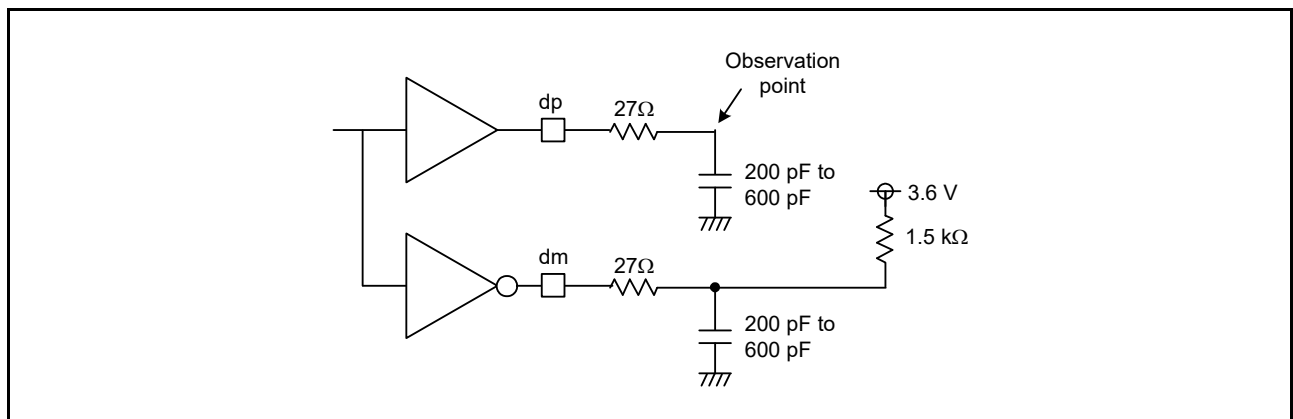 Observation
point
dp
27Ω
200 pF to
600 pF
3.6 V
1.5 kΩ
dm
27Ω
200 pF to
600 pF